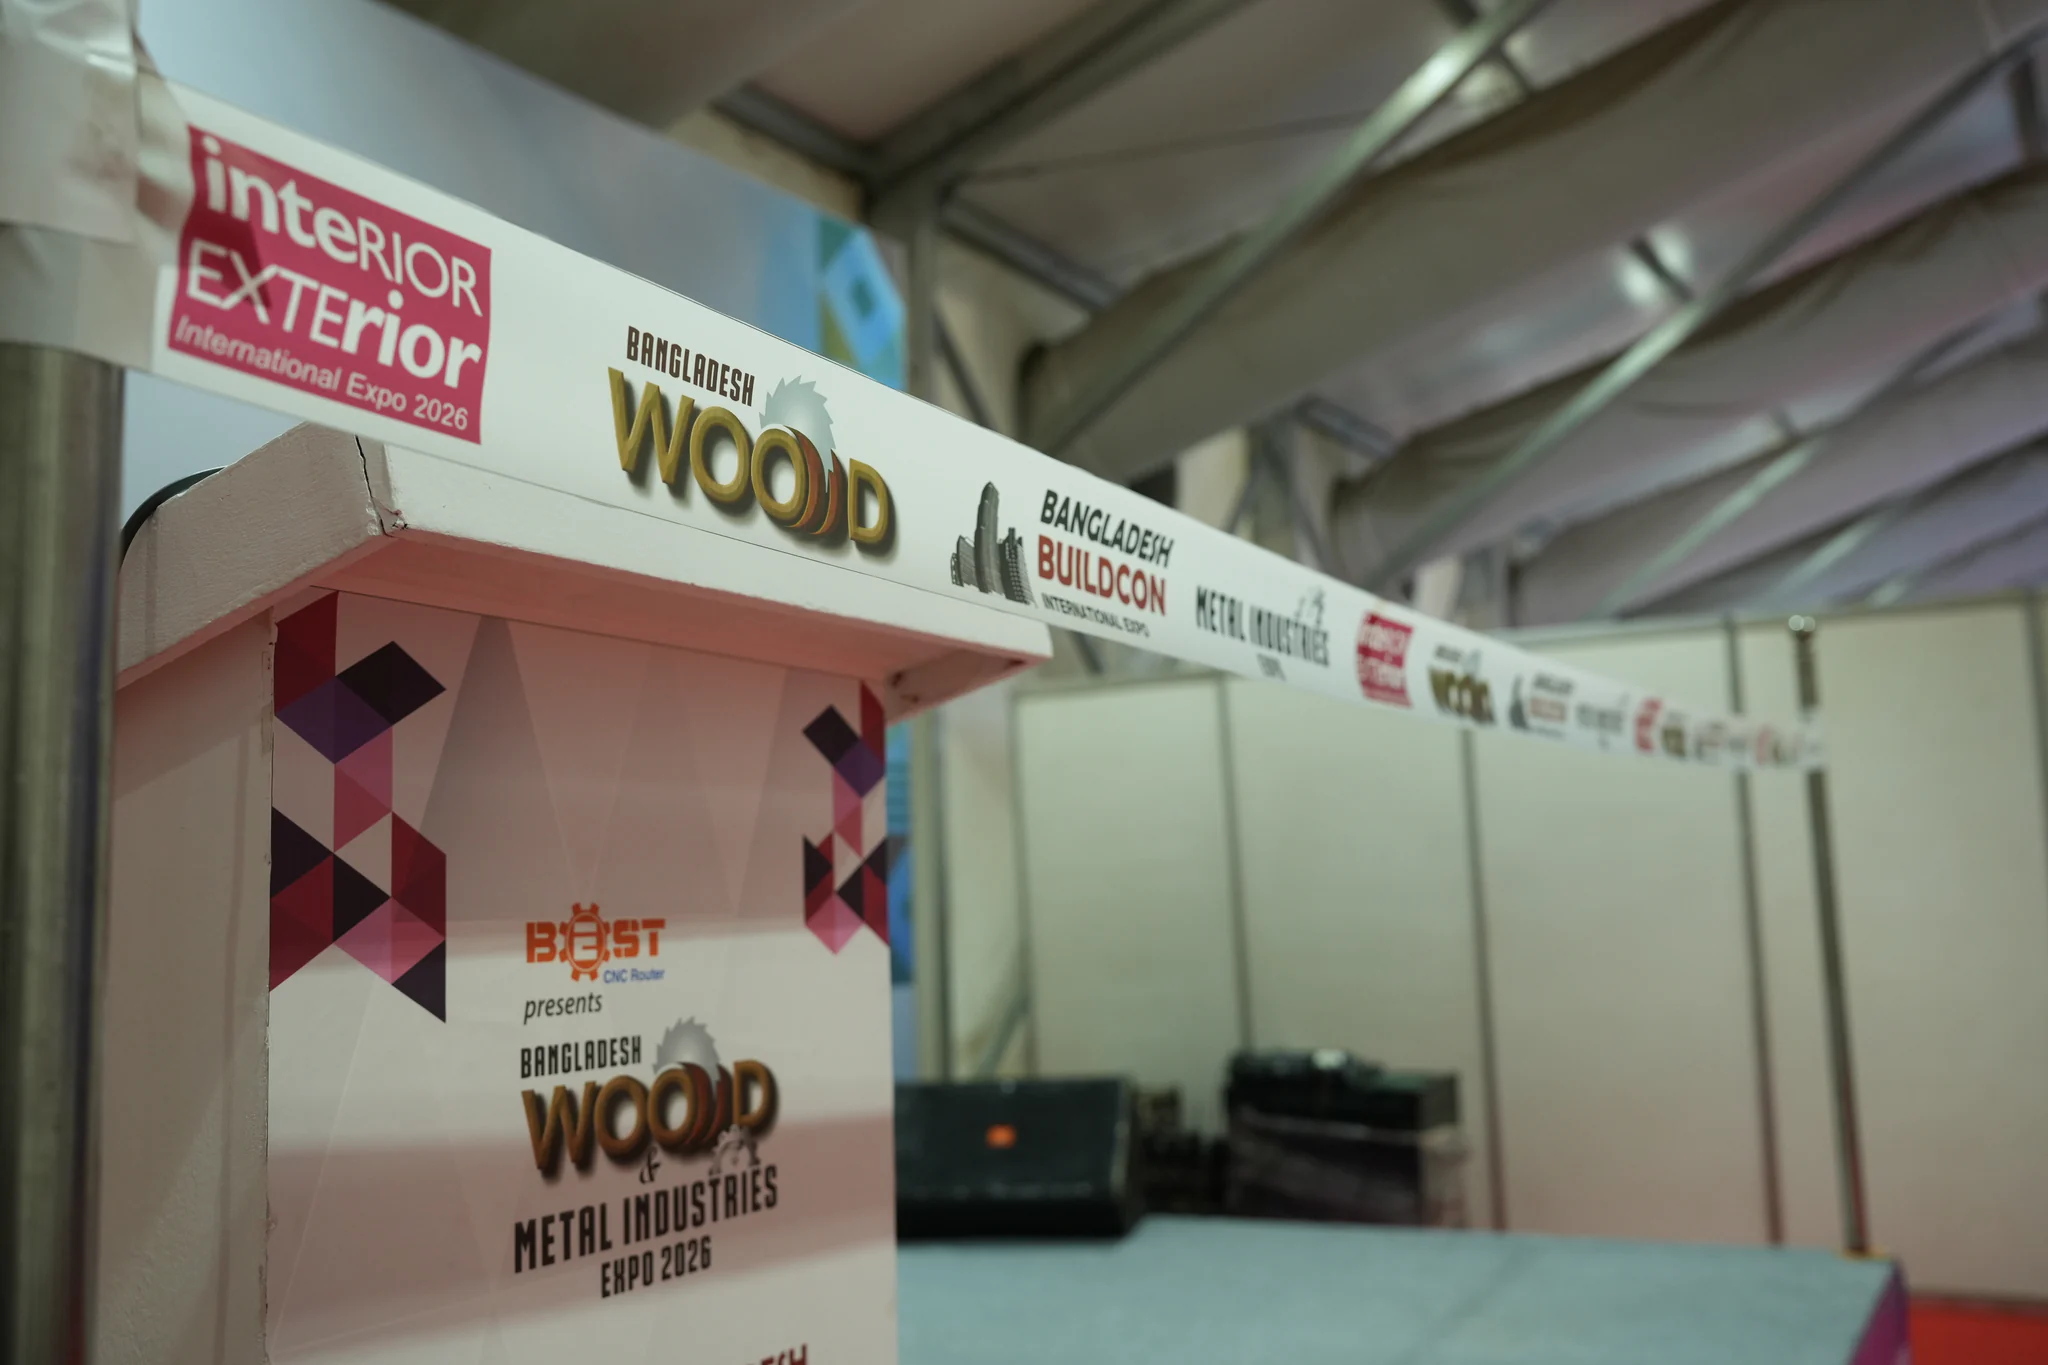 inteRIOR
EXTErior
International Expo 2026
BANGLADESH
WOOD
BANGLADESH
BUILDCON
INTERNATIONAL EXPO
METAL INDUSTRIES
EXPO
BEST
CNC Router
presents
BANGLADESH
WOOD
&
METAL INDUSTRIES
EXPO 2026